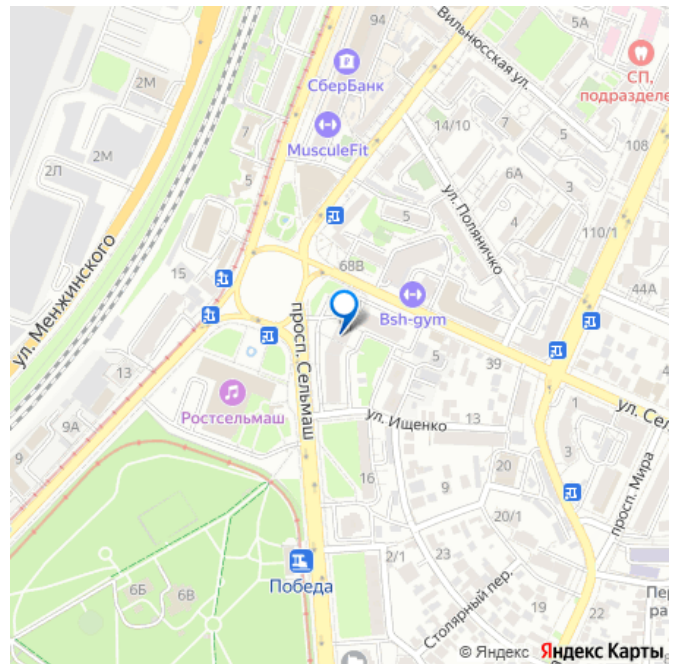 94
Вильнюсская ул.
5А
2М
СберБанк
СП,
подразделе
7
14/10
7
5
108
MusculeFit
2М
2Л
5
6А
3
ул. Поляничко
5
4
110/1
ул. Менжинского
15
68В
44А
Bsh-gym
просп. Сельмаш
5
39
13
Ростсельмаш
ул. Ищенко
13
1
ул. Сел
9А
3
9
16
9
20
просп. Мира
20/1
Победа
2/1
23
6Б
6В
Столярный пер.
19
22
Пе
ра
© Яндекс Яндекс Карты